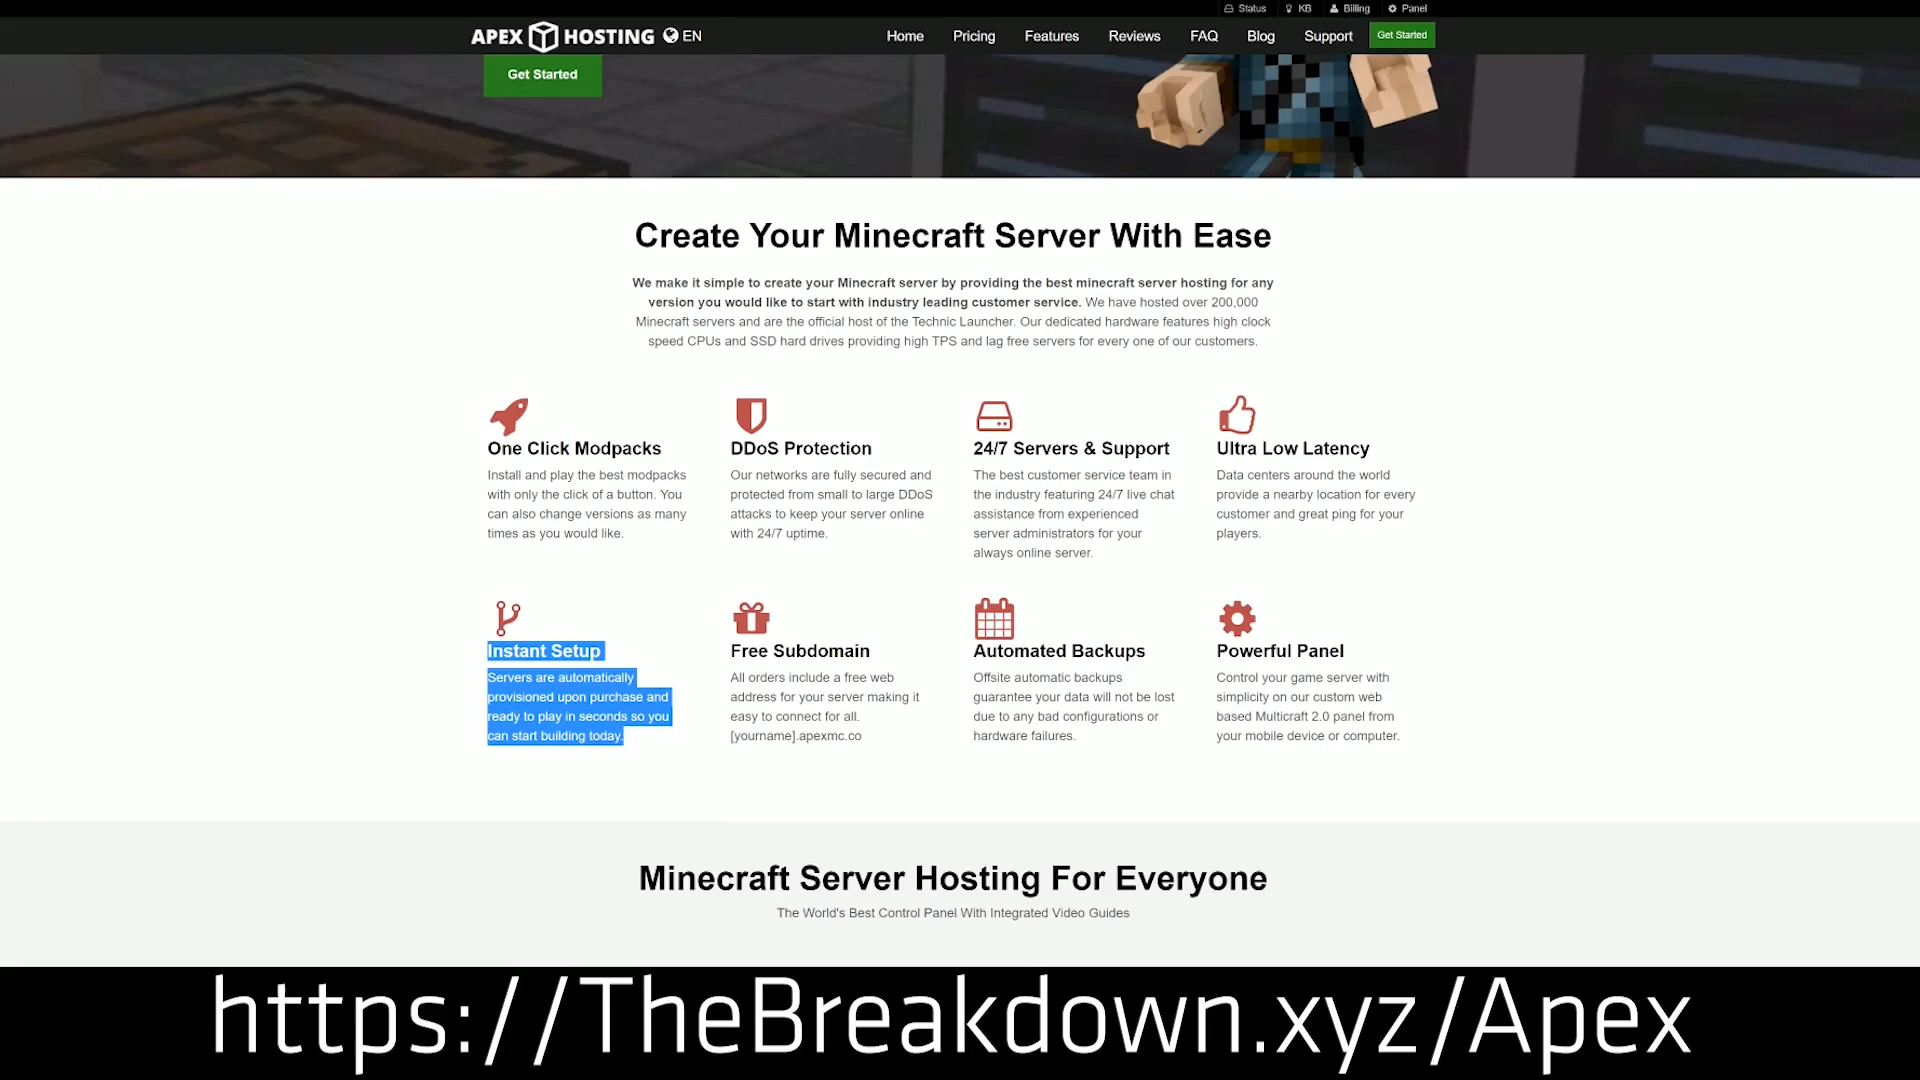 Status KB Billing Panel
APEX HOSTING EN Home Pricing Features Reviews FAQ Blog Support Get Started
Get Started
Create Your Minecraft Server With Ease
We make it simple to create your Minecraft server by providing the best minecraft server hosting for any
version you would like to start with industry leading customer service. We have hosted over 200,000
Minecraft servers and are the official host of the Technic Launcher. Our dedicated hardware features high clock
speed CPUs and SSD hard drives providing high TPS and lag free servers for every one of our customers.
One Click Modpacks
Install and play the best modpacks
with only the click of a button. You
can also change versions as many
times as you would like.
DDoS Protection
Our networks are fully secured and
protected from small to large DDoS
attacks to keep your server online
with 24/7 uptime.
24/7 Servers & Support
The best customer service team in
the industry featuring 24/7 live chat
assistance from experienced
server administrators for your
always online server.
Ultra Low Latency
Data centers around the world
provide a nearby location for every
customer and great ping for your
players.
Instant Setup
Servers are automatically
provisioned upon purchase and
ready to play in seconds so you
can start building today.
Free Subdomain
All orders include a free web
address for your server making it
easy to connect for all.
[yourname].apexmc.co
Automated Backups
Offsite automatic backups
guarantee your data will not be lost
due to any bad configurations or
hardware failures.
Powerful Panel
Control your game server with
simplicity on our custom web
based Multicraft 2.0 panel from
your mobile device or computer.
Minecraft Server Hosting For Everyone
The World's Best Control Panel With Integrated Video Guides
https://TheBreakdown.xyz/Apex